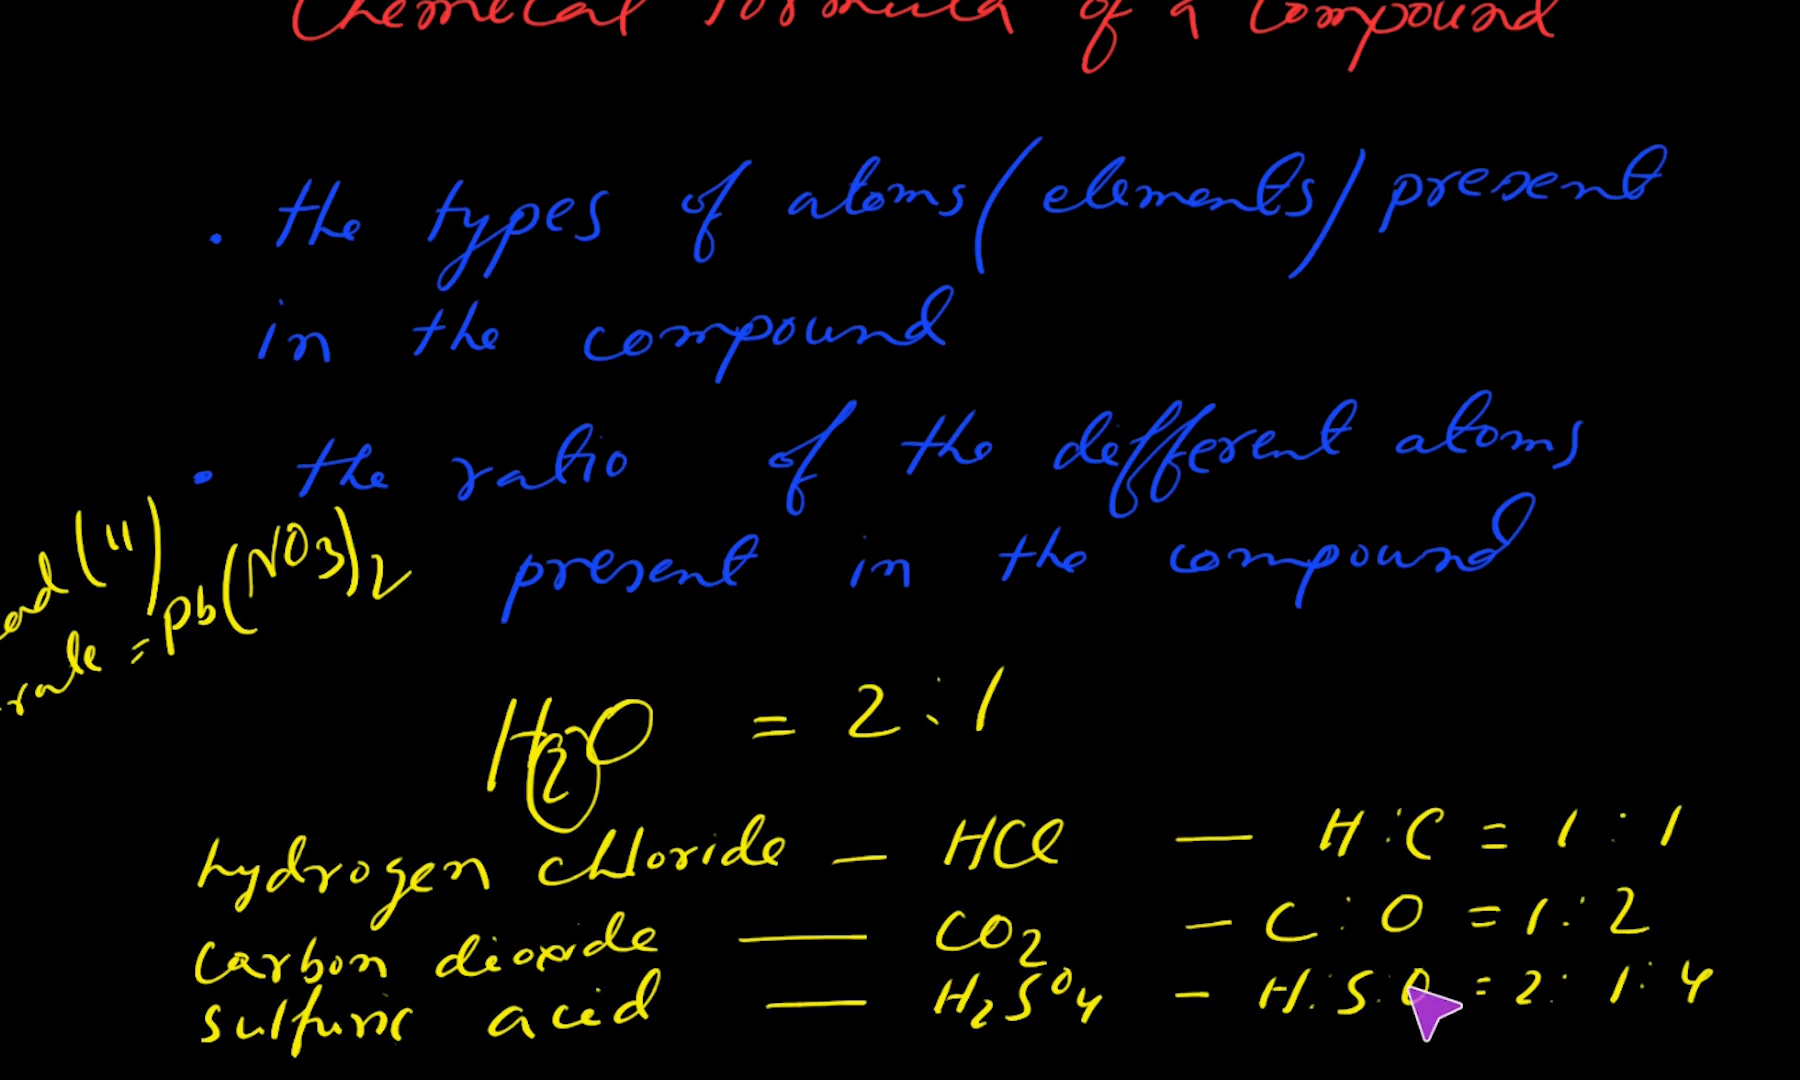 Chemical formula of a compound
• the types of atoms (elements) present
in the compound
• the ratio of the different atoms
present in the compound
(II)
= pb(NO3)2
H2O = 2:1
hydrogen chloride — HCl — H:C = 1:1
carbon dioxide — CO2 — C:O = 1:2
sulfuric acid — H2SO4 — H:S:O = 2:1:4